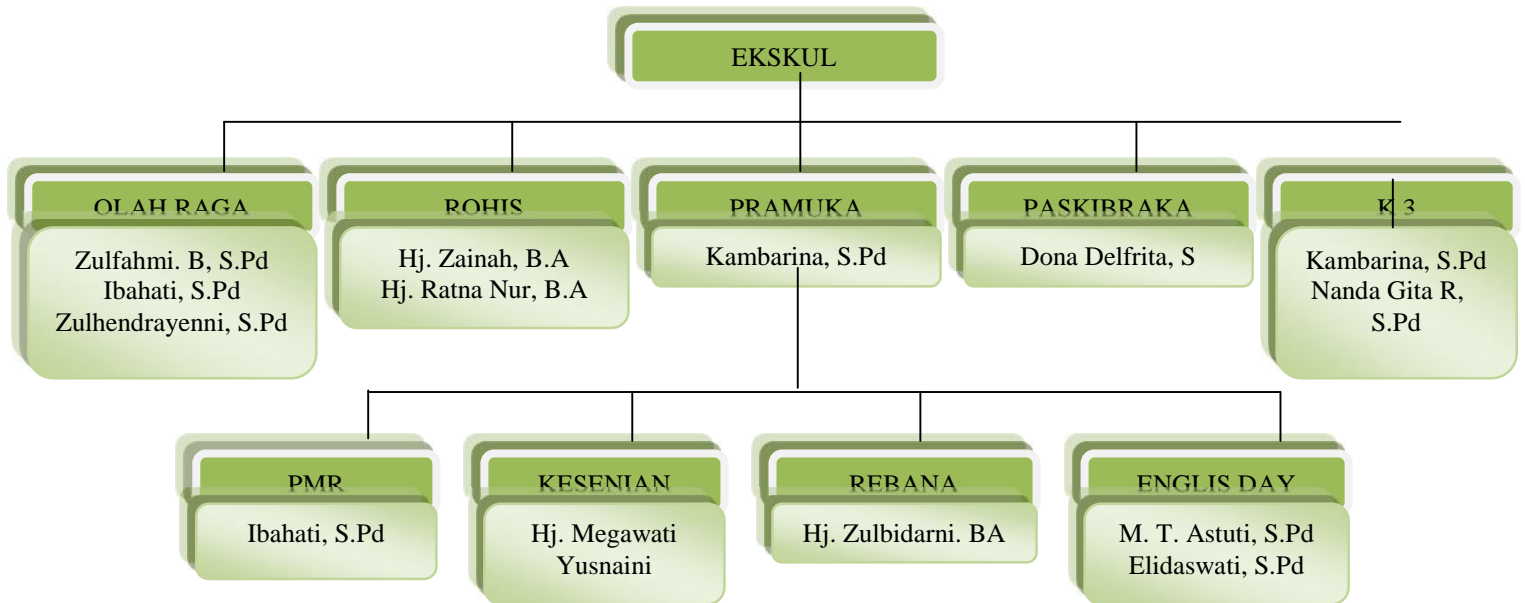 EKSKUL
OLAH RAGA
Zulfahmi. B, S.Pd
Ibahati, S.Pd
Zulhendrayenni, S.Pd
ROHIS
Hj. Zainah, B.A
Hj. Ratna Nur, B.A
PRAMUKA
Kambarina, S.Pd
PASKIBRAKA
Dona Delfrita, S
K 3
Kambarina, S.Pd
Nanda Gita R,
S.Pd
PMR
Ibahati, S.Pd
KESENIAN
Hj. Megawati
Yusnaini
REBANA
Hj. Zulbidarni. BA
ENGLIS DAY
M. T. Astuti, S.Pd
Elidaswati, S.Pd